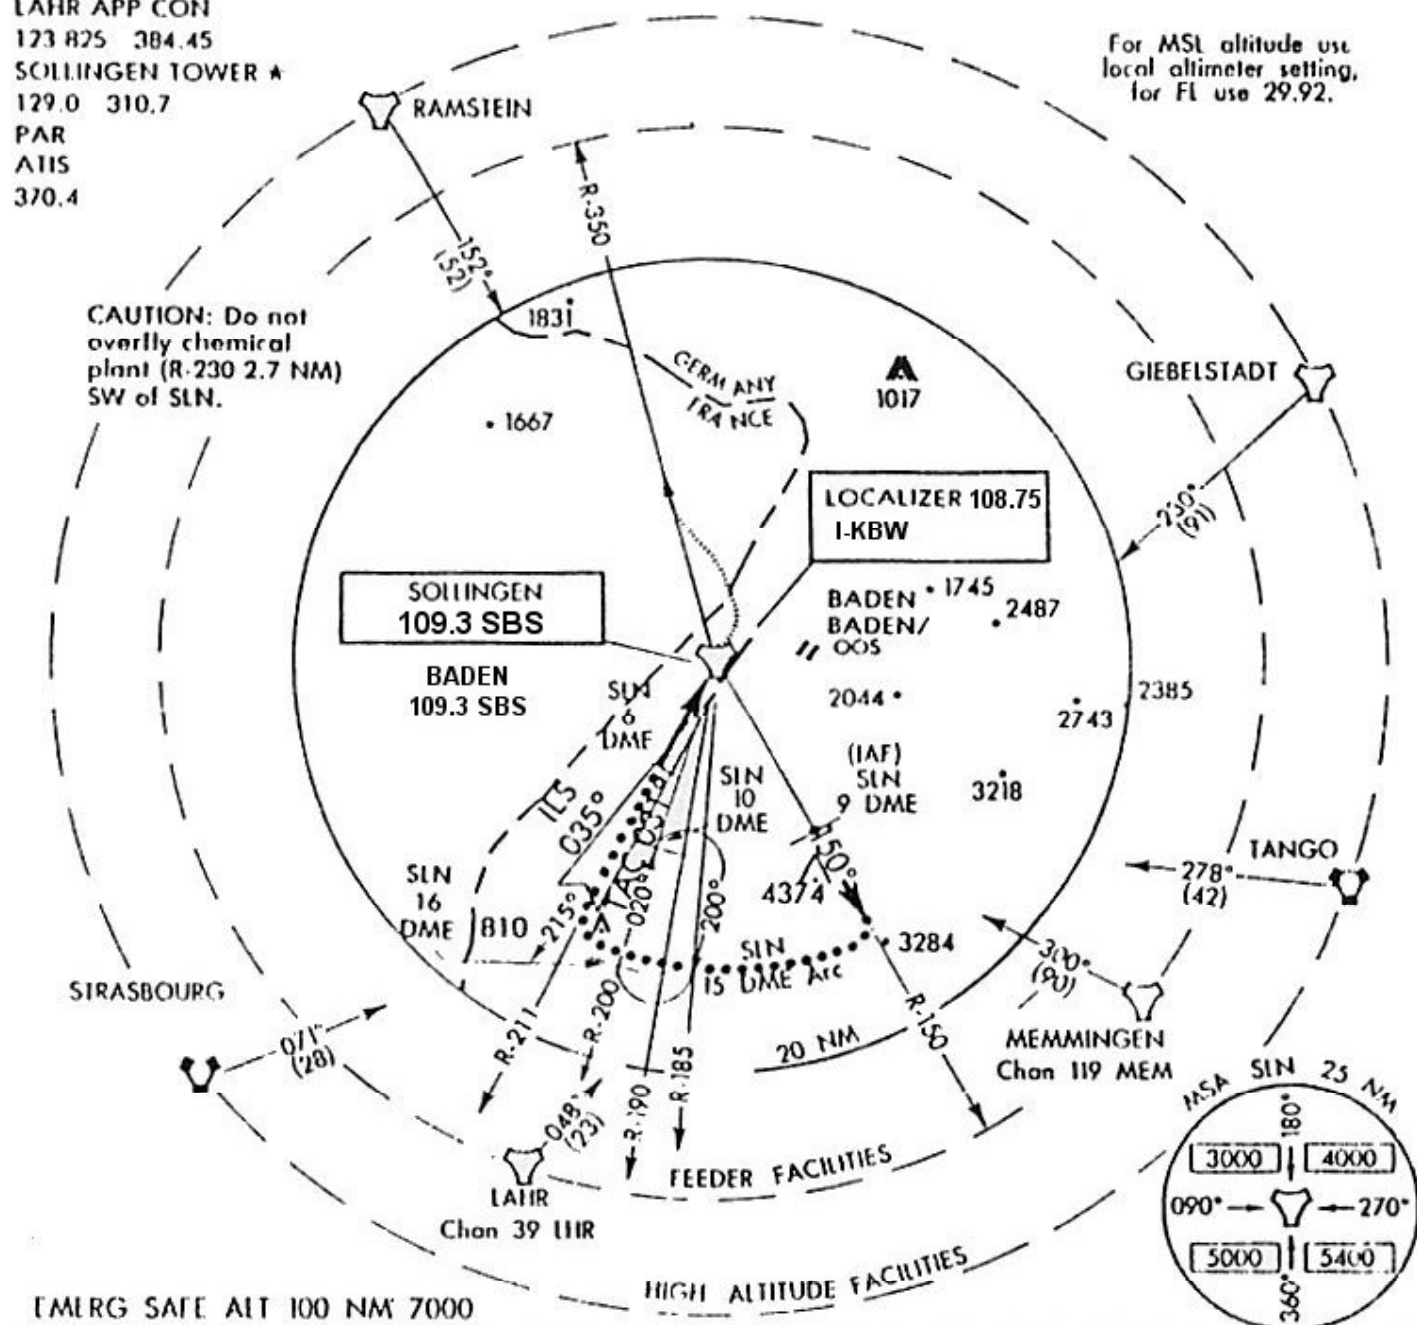 LAHR APP CON
123 825 384.45
SOLLINGEN TOWER ★
129.0 310.7
PAR
ATIS
370.4
For MSL altitude use
local altimeter setting,
for FL use 29.92.
RAMSTEIN
152°
(52)
R-350
CAUTION: Do not
overfly chemical
plant (R-230 2.7 NM)
SW of SLN.
1831
GERMANY
FRANCE
1017
GIEBELSTADT
230°
(91)
1667
LOCALIZER 108.75
I-KBW
SOLLINGEN
109.3 SBS
BADEN
109.3 SBS
BADEN
BADEN/
OOS
1745
2487
2044
2743
2385
SLN
6
DME
(IAF)
SLN
9 DME
3218
SLN
10
DME
ILS
035°
TAC 031
020°
200°
215°
150°
4374
TANGO
278°
(42)
SLN
16
DME
810
SLN
15 DME Arc
3284
300°
(90)
STRASBOURG
071°
(28)
R-211
R-200
R-190
R-185
R-150
20 NM
MEMMINGEN
Chan 119 MEM
048°
(23)
LAHR
Chan 39 LHR
FEEDER FACILITIES
HIGH ALTITUDE FACILITIES
MSA SLN 25 NM
180°
3000 4000
090° 270°
5000 5400
360°
EMERG SAFE ALT 100 NM 7000